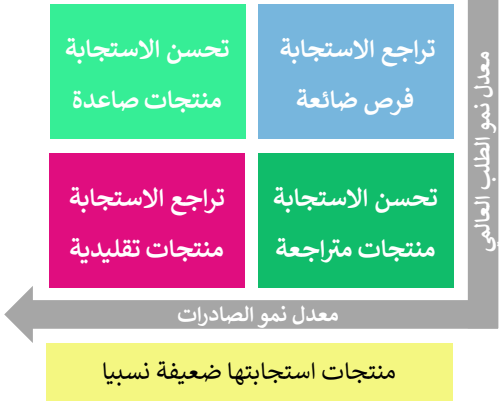 تراجع الاستجابة
فرص ضائعة
تحسن الاستجابة
منتجات صاعدة
تحسن الاستجابة
منتجات متراجعة
تراجع الاستجابة
منتجات تقليدية
معدل نمو الطلب العالمي
معدل نمو الصادرات
منتجات استجابتها ضعيفة نسبيا